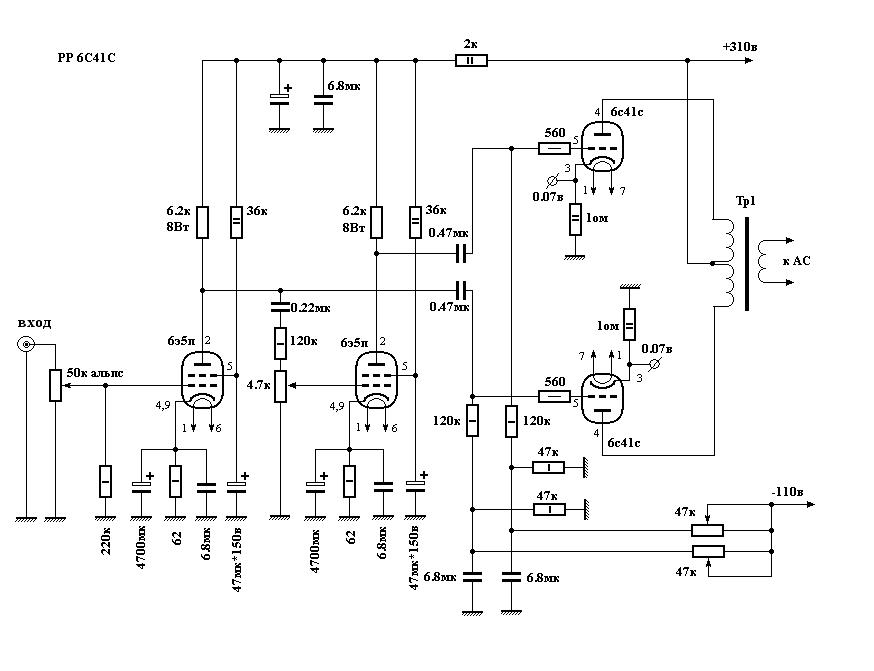 РР 6С41С
2к
+310в
+
6.8мк
4
6с41с
560
5
3
0.07в
1
7
1ом
Тр1
6.2к
8Вт
36к
6.2к
8Вт
36к
0.47мк
к АС
0.22мк
0.47мк
вход
6э5п
2
120к
6э5п
2
1ом
0.07в
50к альпс
5
4.7к
5
7
1
3
4,9
1
6
4,9
1
6
560
5
4
6с41с
120к
120к
+
+
+
+
47к
47к
-110в
47к
47к
220к
4700мк
62
6.8мк
47мк*150в
4700мк
62
6.8мк
47мк*150в
6.8мк
6.8мк